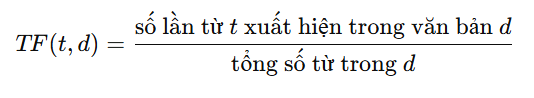 TF(t, d) = số lần từ t xuất hiện trong văn bản d
tổng số từ trong d